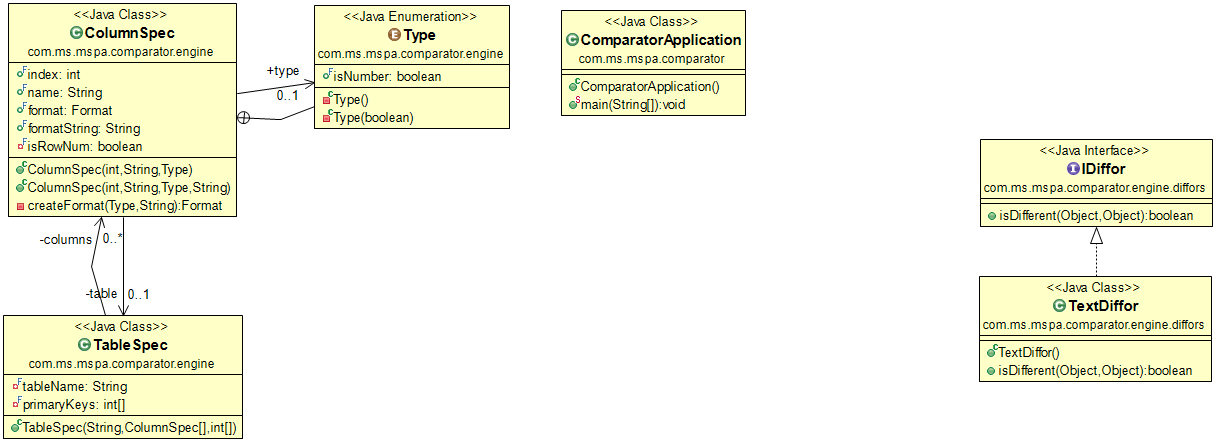 <<Java Class>>
ColumnSpec
com.ms.mspa.comparator.engine
index: int
name: String
format: Format
formatString: String
isRowNum: boolean
ColumnSpec(int,String,Type)
ColumnSpec(int,String,Type,String)
createFormat(Type,String):Format
+type
0..1
<<Java Enumeration>>
Type
com.ms.mspa.comparator.engine
isNumber: boolean
Type()
Type(boolean)
<<Java Class>>
ComparatorApplication
com.ms.mspa.comparator
ComparatorApplication()
main(String[]):void
<<Java Interface>>
IDiffor
com.ms.mspa.comparator.engine.diffors
isDifferent(Object,Object):boolean
-columns
0..*
-table
0..1
<<Java Class>>
TableSpec
com.ms.mspa.comparator.engine
tableName: String
primaryKeys: int[]
TableSpec(String,ColumnSpec[],int[])
<<Java Class>>
TextDiffor
com.ms.mspa.comparator.engine.diffors
TextDiffor()
isDifferent(Object,Object):boolean